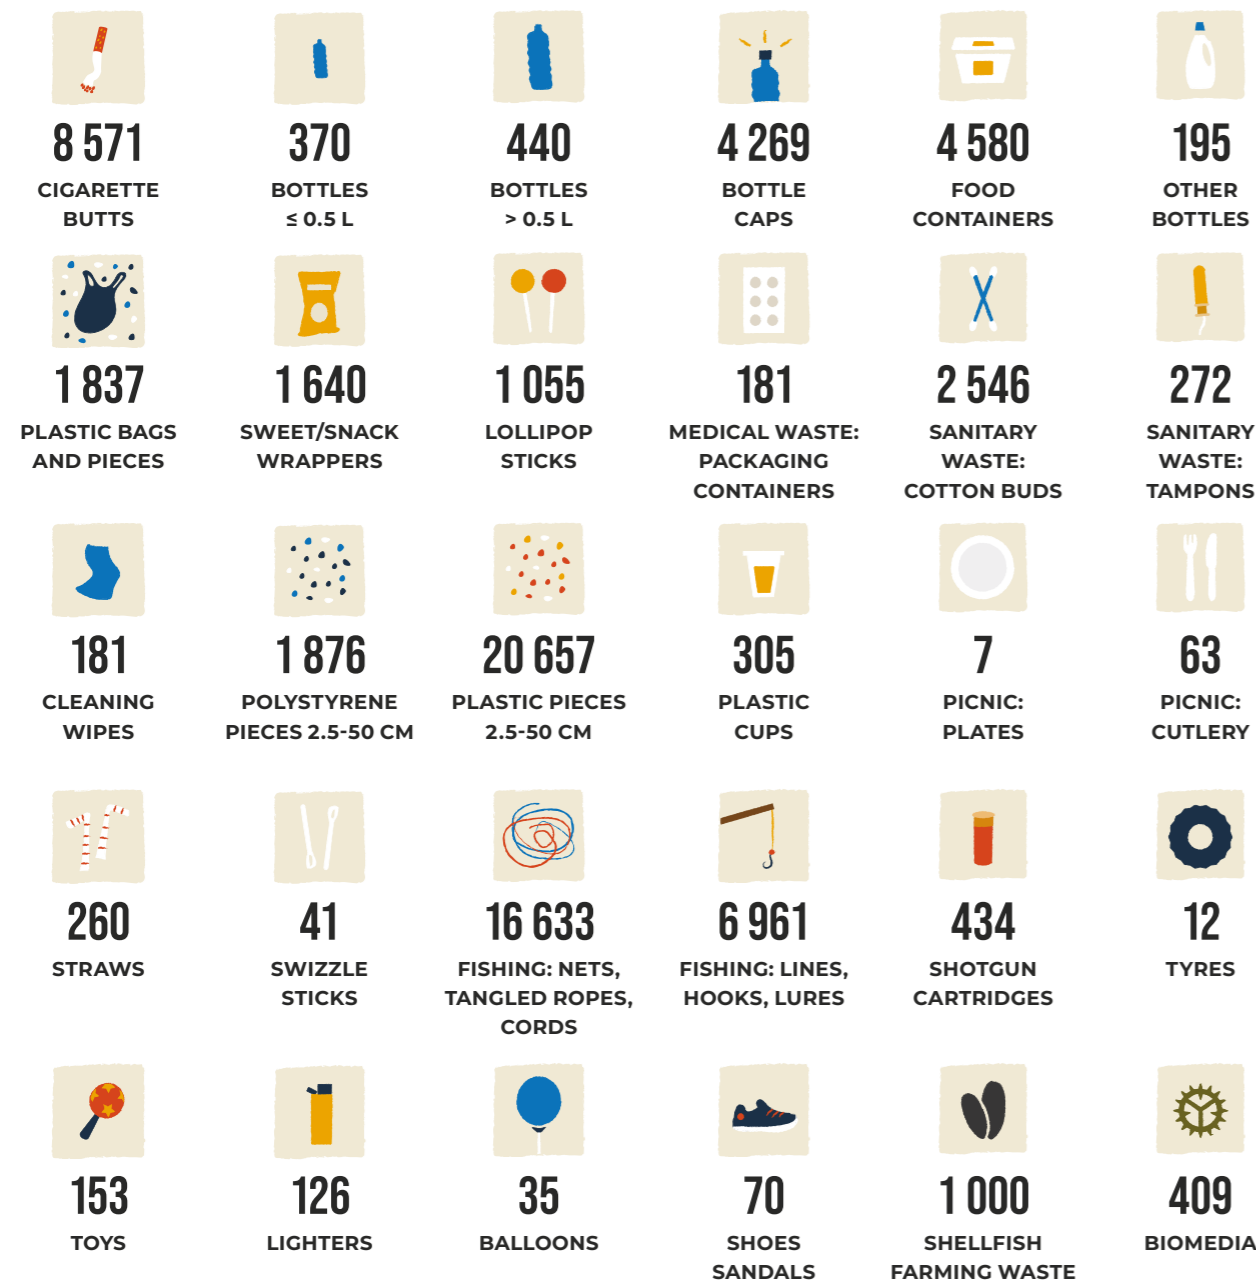 8 571
CIGARETTE
BUTTS
370
BOTTLES
≤ 0.5 L
440
BOTTLES
> 0.5 L
4 269
BOTTLE
CAPS
4 580
FOOD
CONTAINERS
195
OTHER
BOTTLES
1 837
PLASTIC BAGS
AND PIECES
1 640
SWEET/SNACK
WRAPPERS
1 055
LOLLIPOP
STICKS
181
MEDICAL WASTE:
PACKAGING
CONTAINERS
2 546
SANITARY
WASTE:
COTTON BUDS
272
SANITARY
WASTE:
TAMPONS
181
CLEANING
WIPES
1 876
POLYSTYRENE
PIECES 2.5-50 CM
20 657
PLASTIC PIECES
2.5-50 CM
305
PLASTIC
CUPS
7
PICNIC:
PLATES
63
PICNIC:
CUTLERY
260
STRAWS
41
SWIZZLE
STICKS
16 633
FISHING: NETS,
TANGLED ROPES,
CORDS
6 961
FISHING: LINES,
HOOKS, LURES
434
SHOTGUN
CARTRIDGES
12
TYRES
153
TOYS
126
LIGHTERS
35
BALLOONS
70
SHOES
SANDALS
1 000
SHELLFISH
FARMING WASTE
409
BIOMEDIA